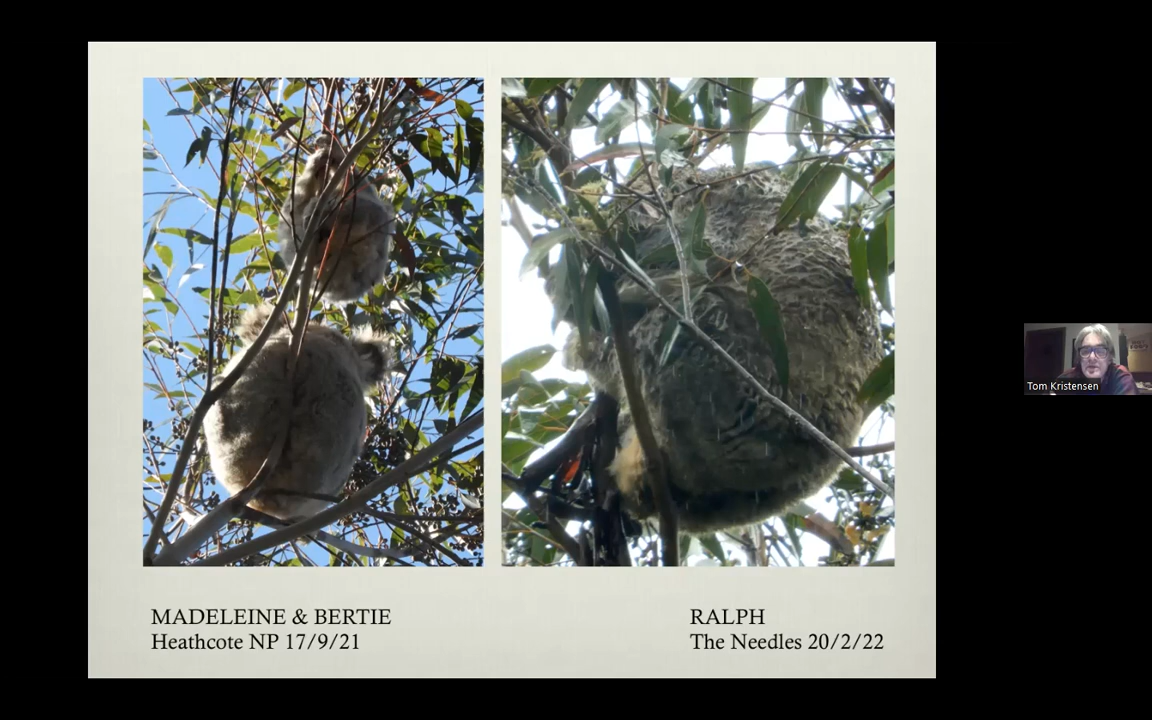 MADELEINE & BERTIE
Heathcote NP 17/9/21
RALPH
The Needles 20/2/22
Tom Kristensen